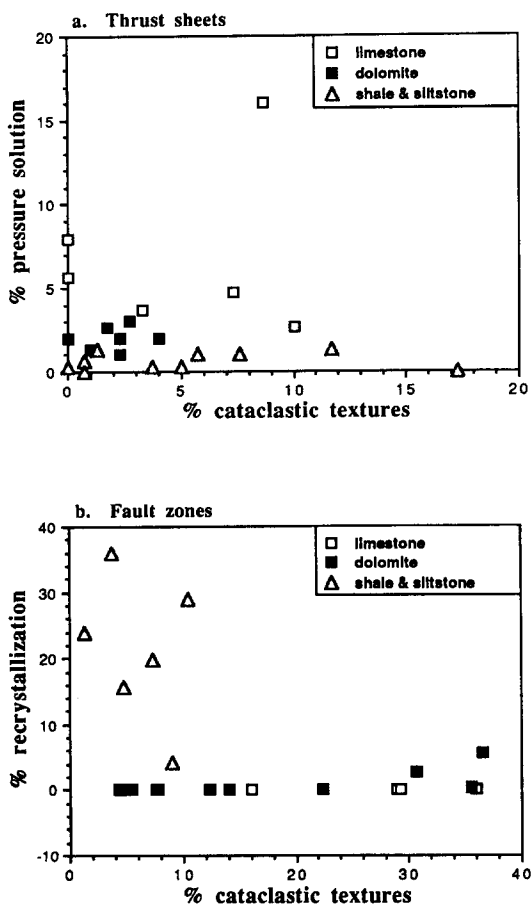 a. Thrust sheets
20
15
10
5
0
% pressure solution
limestone
dolomite
shale & siltstone
0 5 10 15 20
% cataclastic textures
b. Fault zones
40
30
20
10
0
-10
% recrystallization
limestone
dolomite
shale & siltstone
0 10 20 30 40
% cataclastic textures